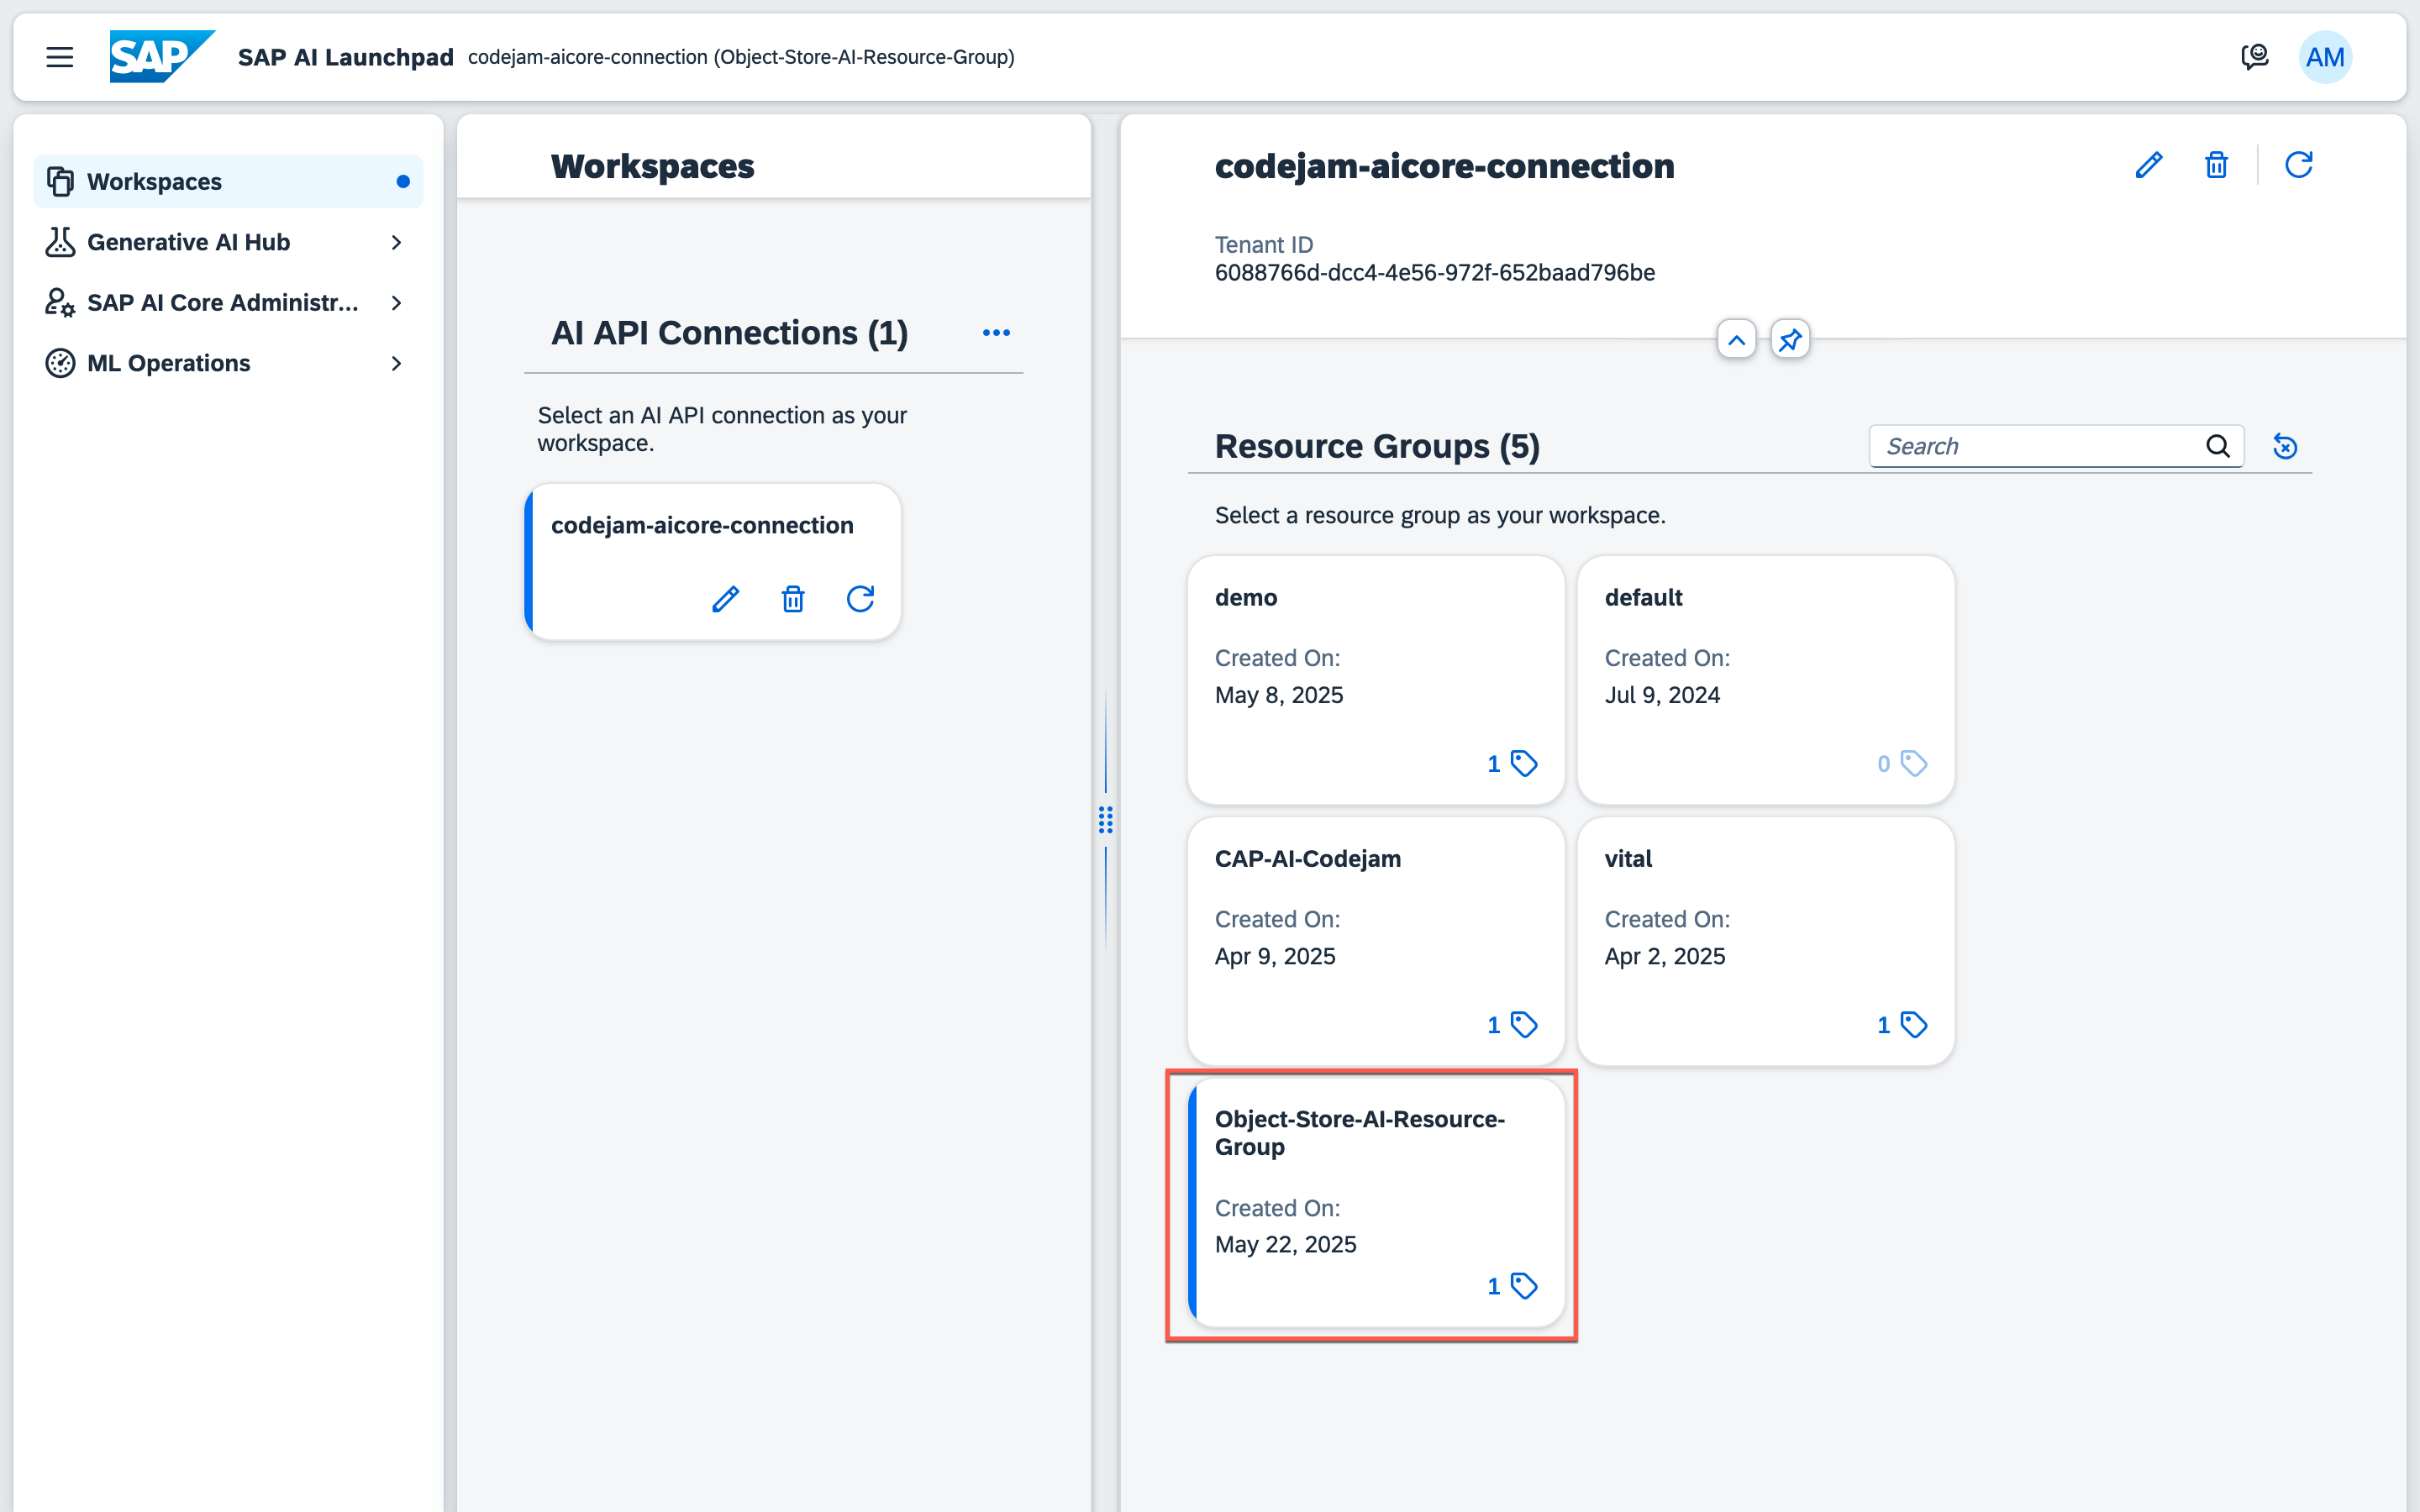 SAP
SAP AI Launchpad codejam-aicore-connection (Object-Store-AI-Resource-Group)
AM
Workspaces
Generative AI Hub
SAP AI Core Administr...
ML Operations
Workspaces
AI API Connections (1)
Select an AI API connection as your
workspace.
codejam-aicore-connection
codejam-aicore-connection
Tenant ID
6088766d-dcc4-4e56-972f-652baad796be
Resource Groups (5)
Search
Select a resource group as your workspace.
demo
Created On:
May 8, 2025
1
default
Created On:
Jul 9, 2024
0
CAP-AI-Codejam
Created On:
Apr 9, 2025
1
vital
Created On:
Apr 2, 2025
1
Object-Store-AI-Resource-
Group
Created On:
May 22, 2025
1